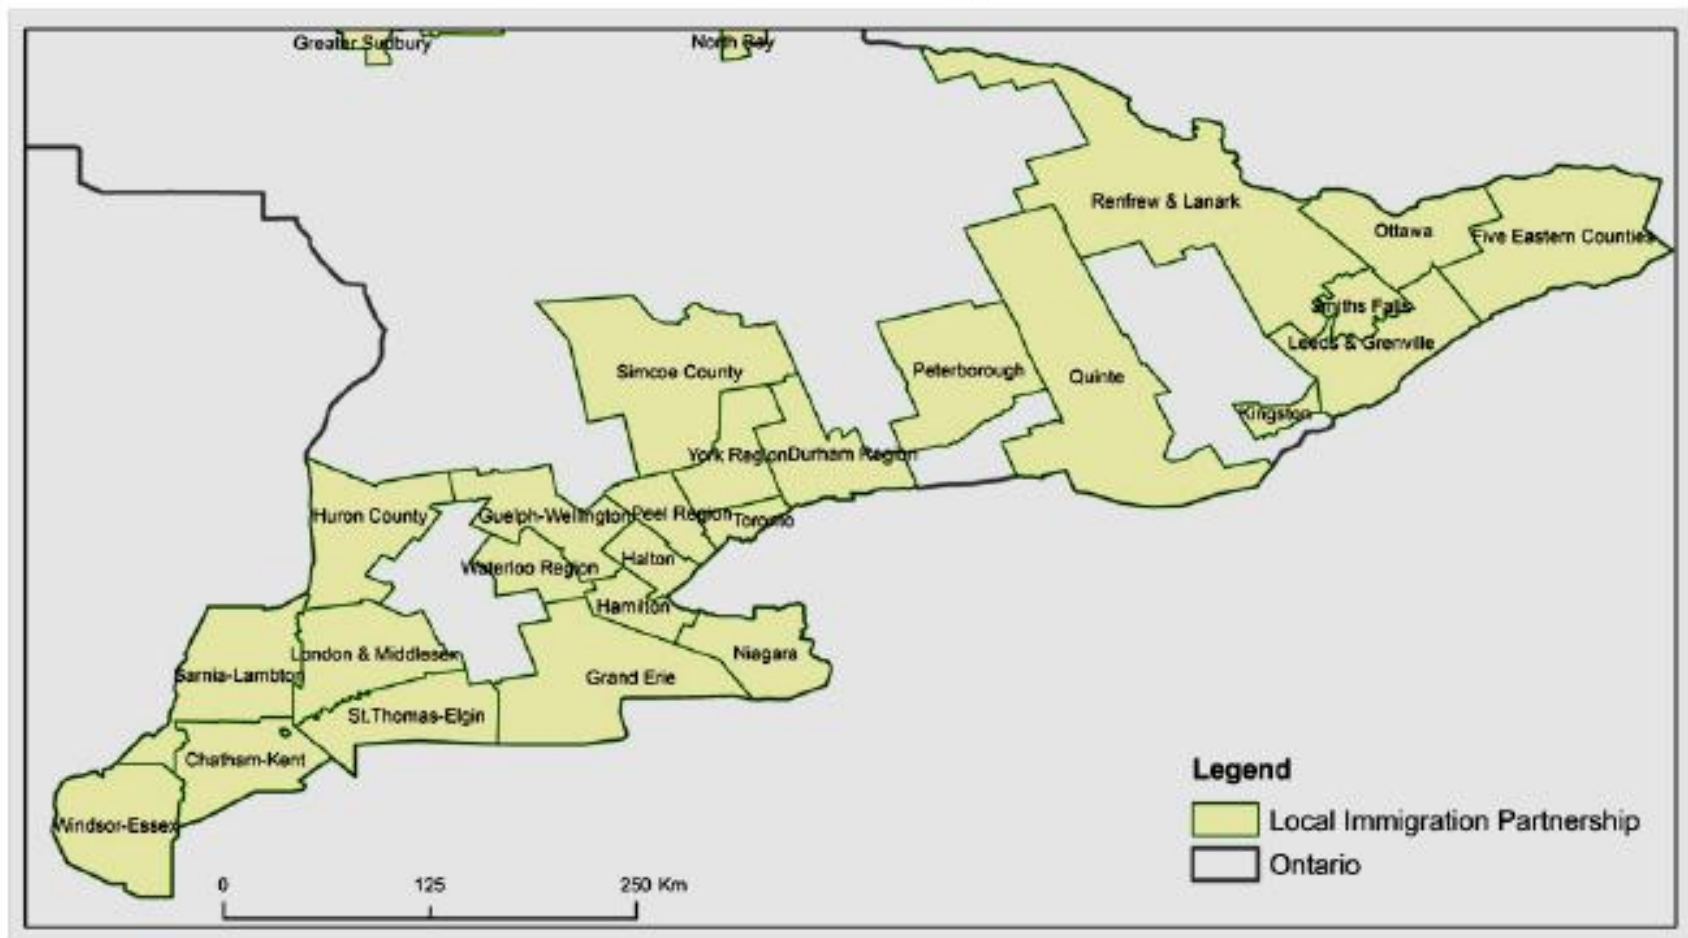 Greater Sudbury
North Bay
Renfrew & Lanark
Ottawa
Five Eastern Counties
Smiths Falls
Leeds & Grenville
Simcoe County
Peterborough
Quinte
Kingston
York Region
Durham Region
Huron County
Guelph-Wellington
Peel Region
Toronto
Waterloo Region
Halton
Hamilton
London & Middlesex
Niagara
Sarnia-Lambton
Grand Erie
St.Thomas-Elgin
Chatham-Kent
Windsor-Essex
Legend
Local Immigration Partnership
Ontario
0 125 250 Km